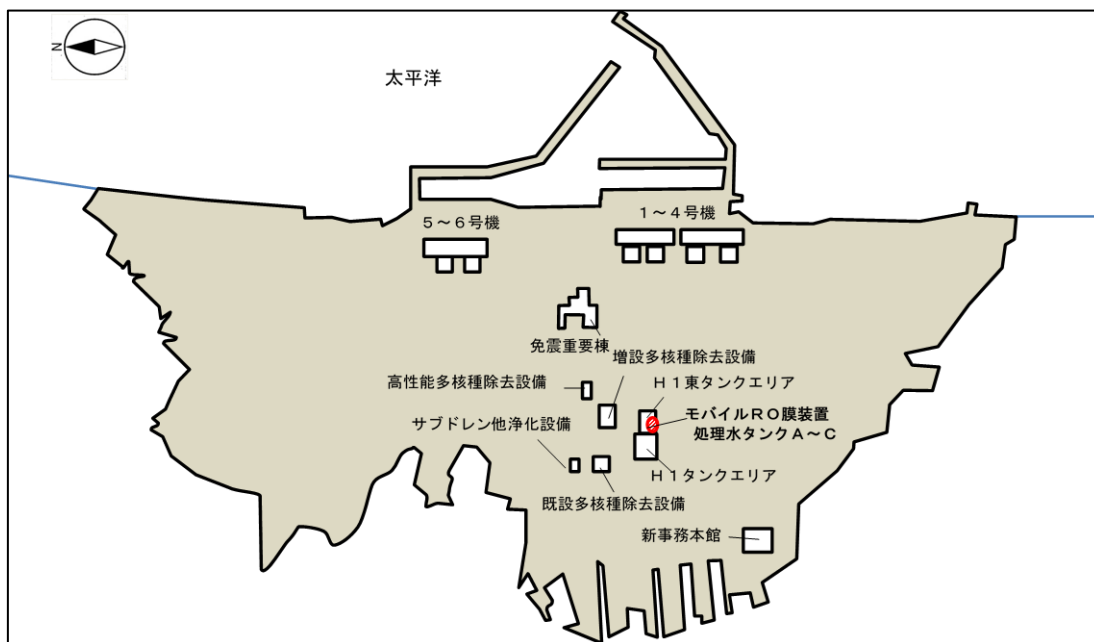 N
太平洋
５～６号機
１～４号機
免震重要棟
増設多核種除去設備
高性能多核種除去設備
Ｈ１東タンクエリア
モバイルＲＯ膜装置
処理水タンクＡ～Ｃ
サブドレン他浄化設備
Ｈ１タンクエリア
既設多核種除去設備
新事務本館